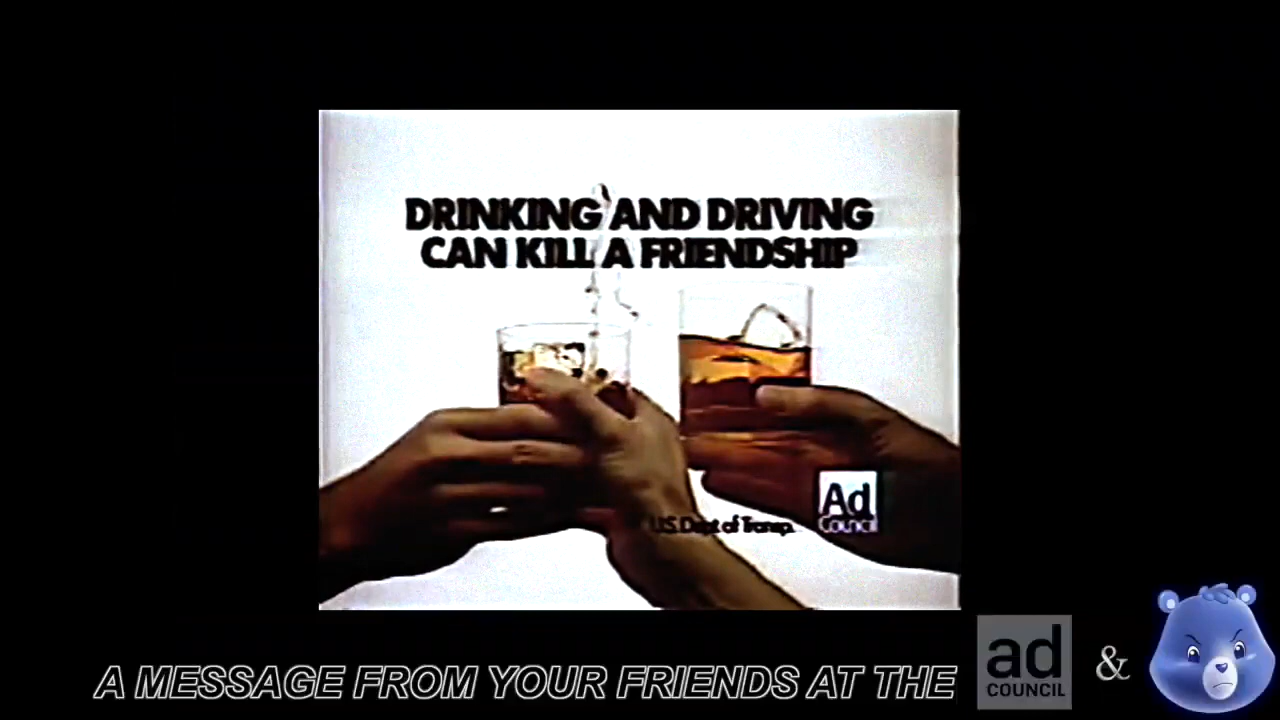 DRINKING AND DRIVING
CAN KILL A FRIENDSHIP
U.S. Dept of Transp.
Ad
Council
A MESSAGE FROM YOUR FRIENDS AT THE
ad
COUNCIL
&